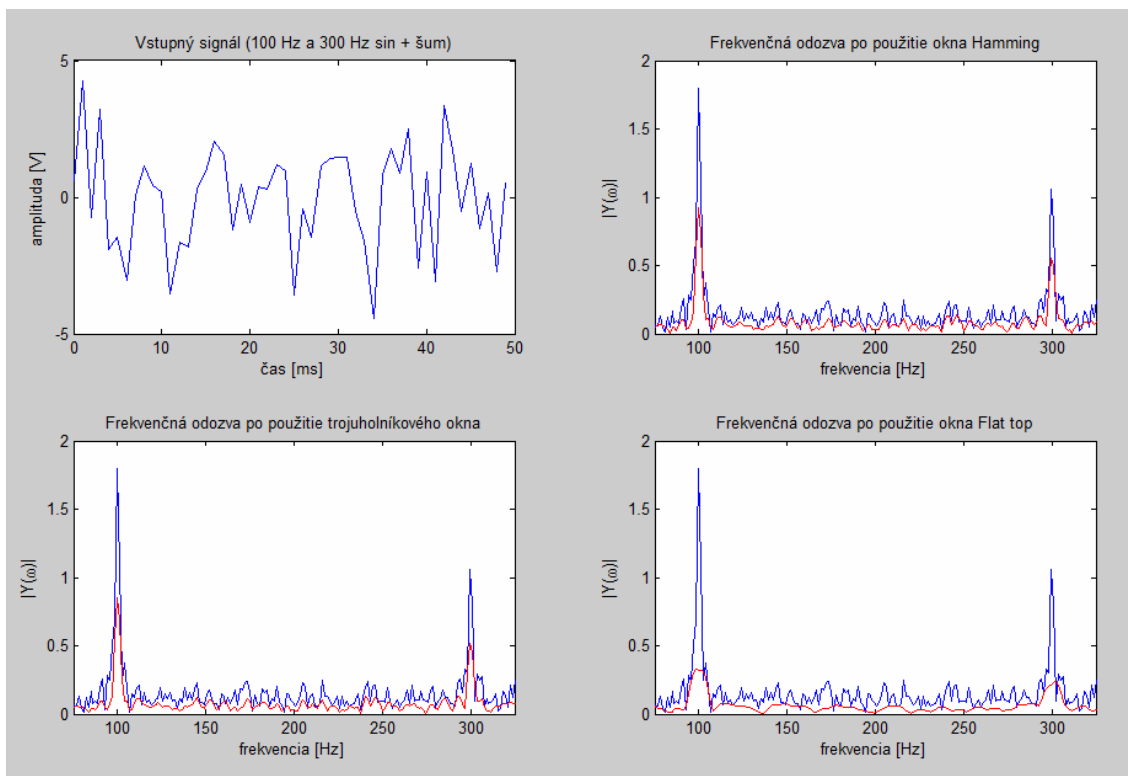 Vstupný signál (100 Hz a 300 Hz sin + šum)
5
0
-5
amplituda [V]
0 10 20 30 40 50
čas [ms]
Frekvenčná odozva po použitie okna Hamming
2
1.5
1
0.5
0
|Y(ω)|
100 150 200 250 300
frekvencia [Hz]
Frekvenčná odozva po použitie trojuholníkového okna
2
1.5
1
0.5
0
|Y(ω)|
100 150 200 250 300
frekvencia [Hz]
Frekvenčná odozva po použitie okna Flat top
2
1.5
1
0.5
0
|Y(ω)|
100 150 200 250 300
frekvencia [Hz]